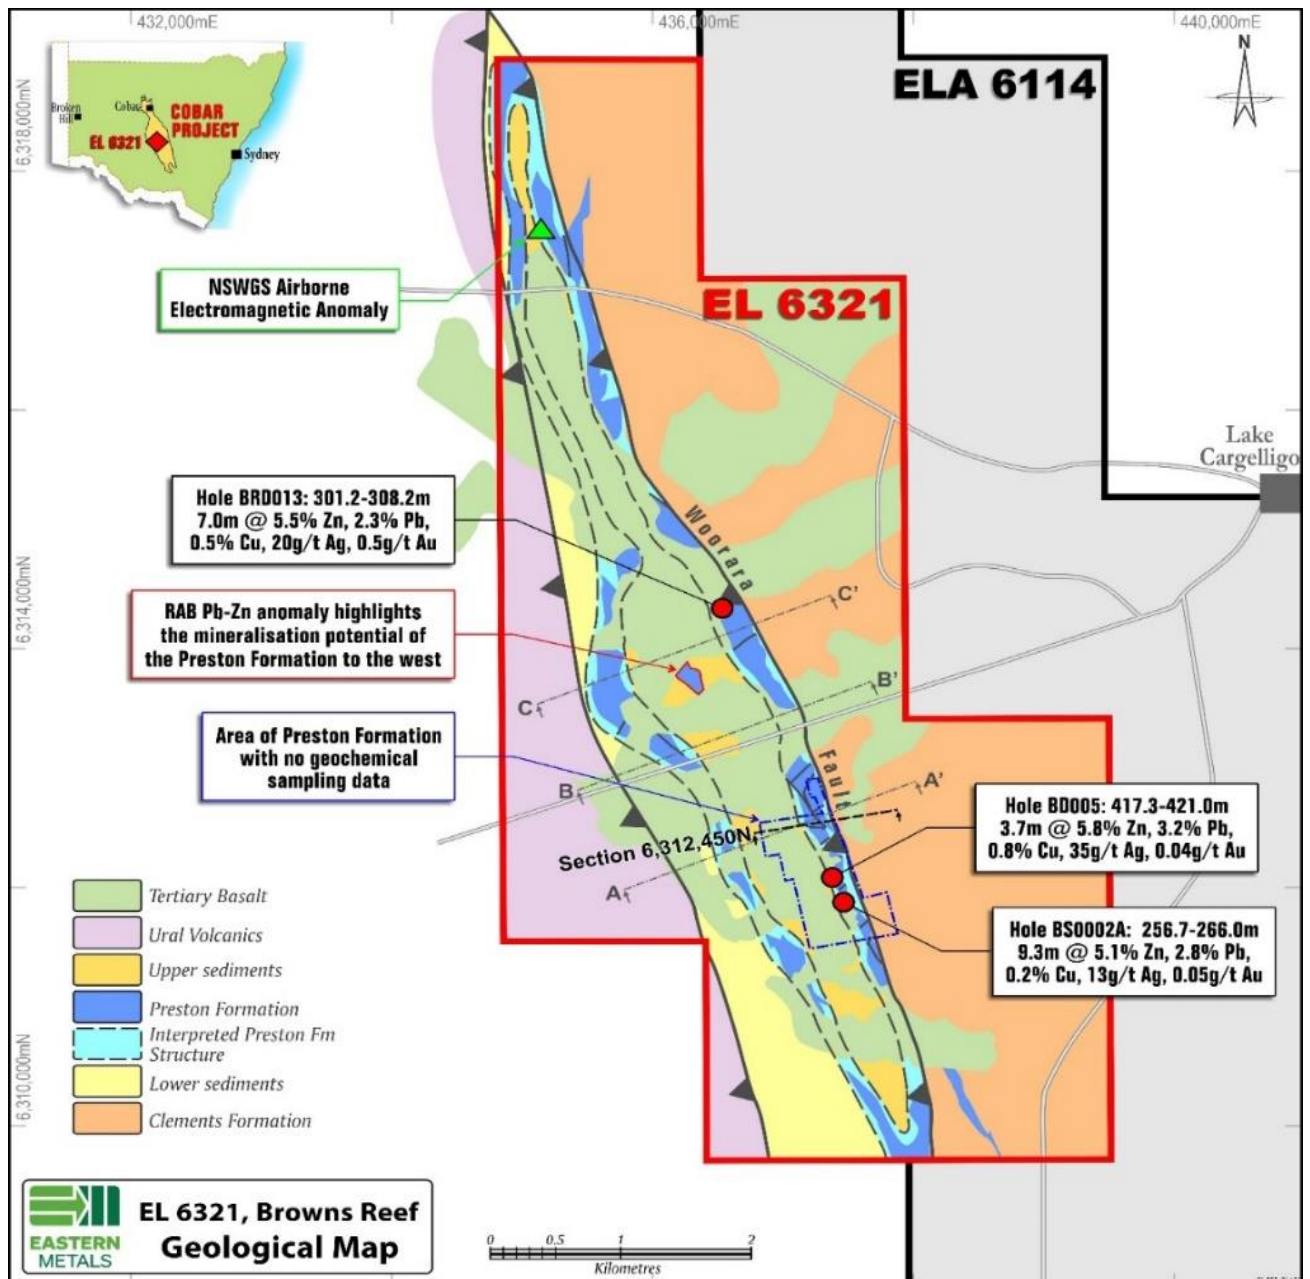 432,000mE
436,000mE
440,000mE
6,318,000mN
6,314,000mN
6,310,000mN
N
ELA 6114
EL 6321
Broken
Hill
Cobar
COBAR
PROJECT
EL 6321
Sydney
NSWGS Airborne
Electromagnetic Anomaly
Lake
Cargelligo
Hole BRD013: 301.2-308.2m
7.0m @ 5.5% Zn, 2.3% Pb,
0.5% Cu, 20g/t Ag, 0.5g/t Au
Woorara
Fault
C
C'
RAB Pb-Zn anomaly highlights
the mineralisation potential of
the Preston Formation to the west
B
B'
Area of Preston Formation
with no geochemical
sampling data
A
A'
Section 6,312,450N
Hole BD005: 417.3-421.0m
3.7m @ 5.8% Zn, 3.2% Pb,
0.8% Cu, 35g/t Ag, 0.04g/t Au
Hole BS0002A: 256.7-266.0m
9.3m @ 5.1% Zn, 2.8% Pb,
0.2% Cu, 13g/t Ag, 0.05g/t Au
Tertiary Basalt
Ural Volcanics
Upper sediments
Preston Formation
Interpreted Preston Fm
Structure
Lower sediments
Clements Formation
EASTERN
METALS
EL 6321, Browns Reef
Geological Map
0 0.5 1 2
Kilometres